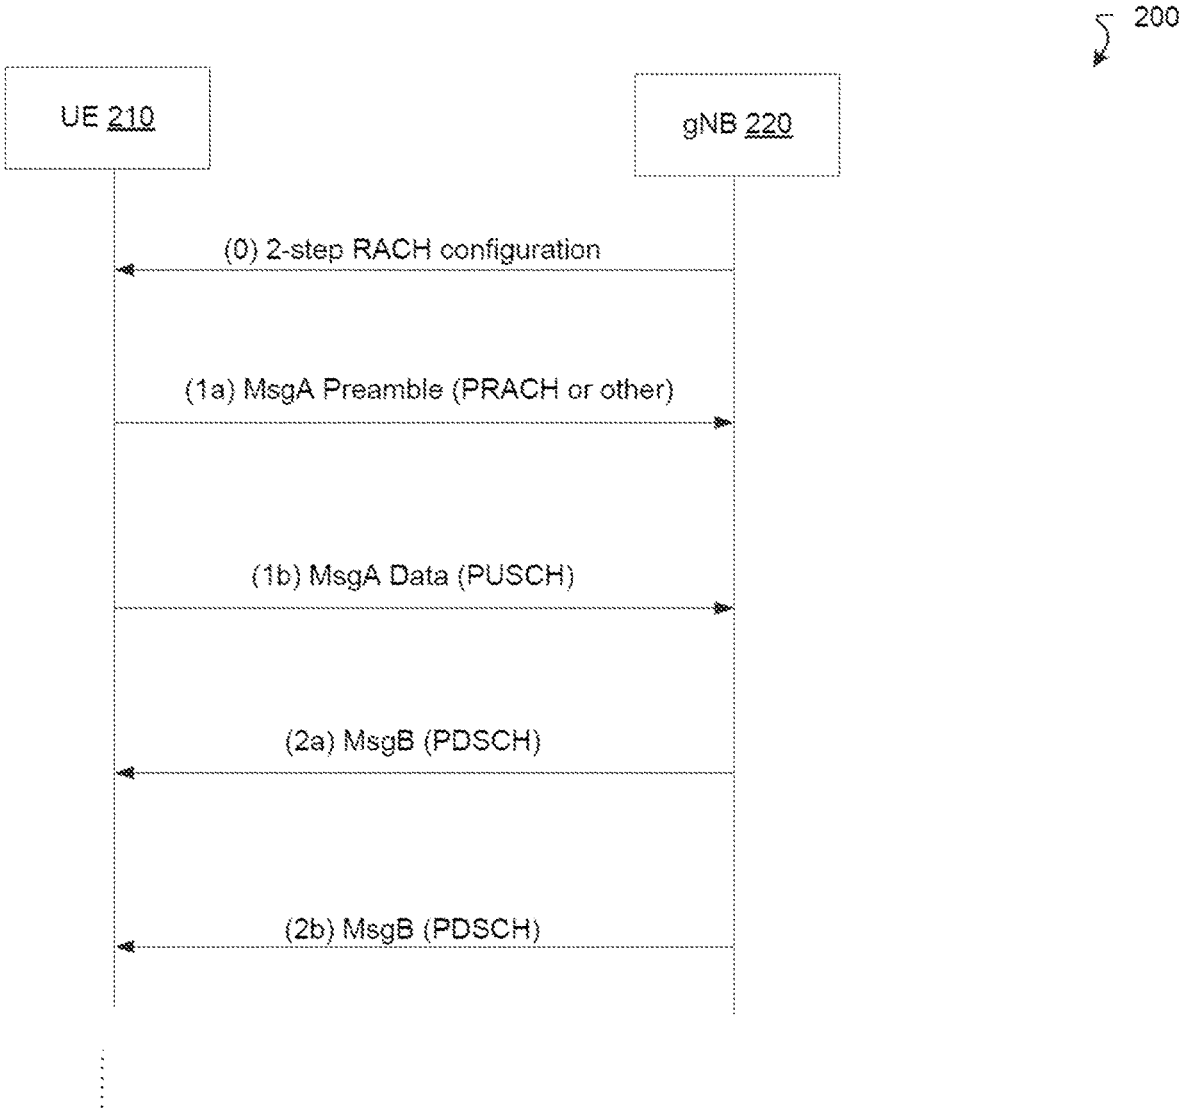 200
UE 210
gNB 220
(0) 2-step RACH configuration
(1a) MsgA Preamble (PRACH or other)
(1b) MsgA Data (PUSCH)
(2a) MsgB (PDSCH)
(2b) MsgB (PDSCH)